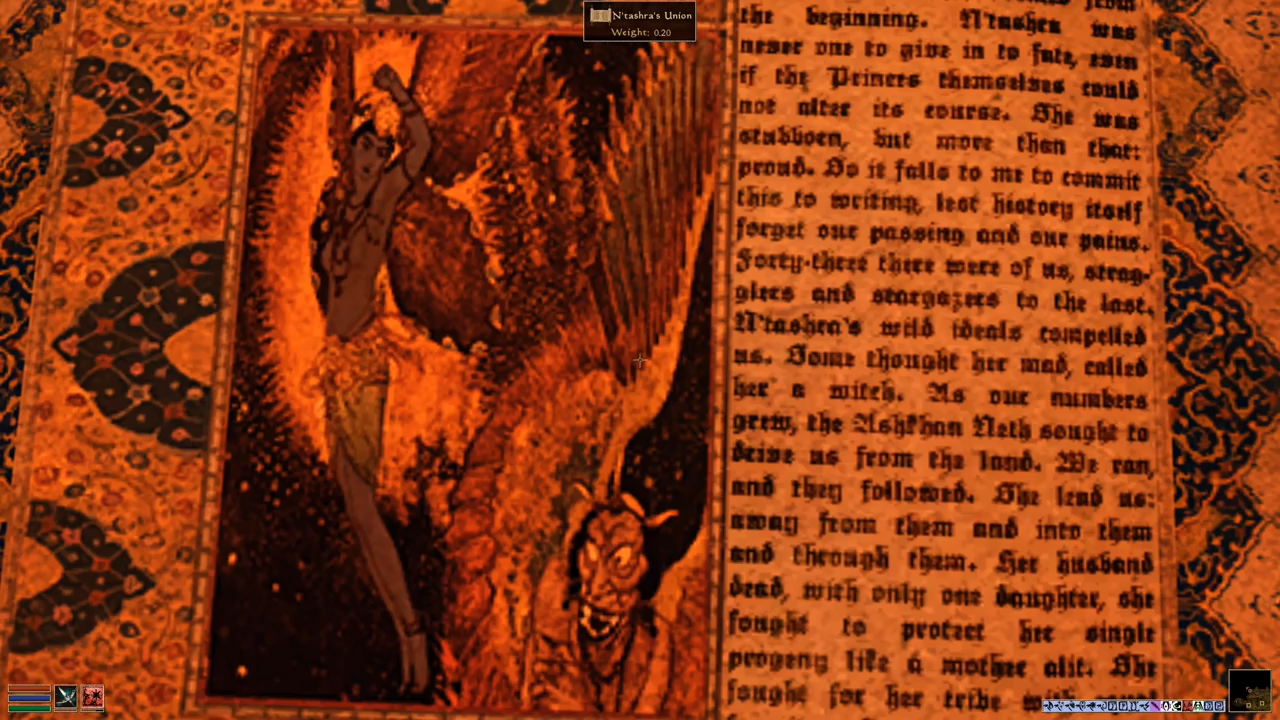 N'tashra's Union
Weight: 0.20
the beginning. N'tashra was
never one to give in to fate, even
if the Princes themselves could
not alter its course. She was
stubborn, but more than that:
proud. So it falls to me to commit
this to writing, lest history itself
forget our passing and our pains.
Forty-three there were of us, strag-
glers and stargazers to the last.
N'tashra's wild ideals compelled
us. Some thought her mad, called
her a witch. As our numbers
grew, the Ashkhan Neth sought to
drive us from the land. We ran,
and they followed. She lead us:
away from them and into them
and through them. Her husband
dead, with only one daughter, she
fought to protect her single
progeny like a mother alit. She
fought for her tribe with